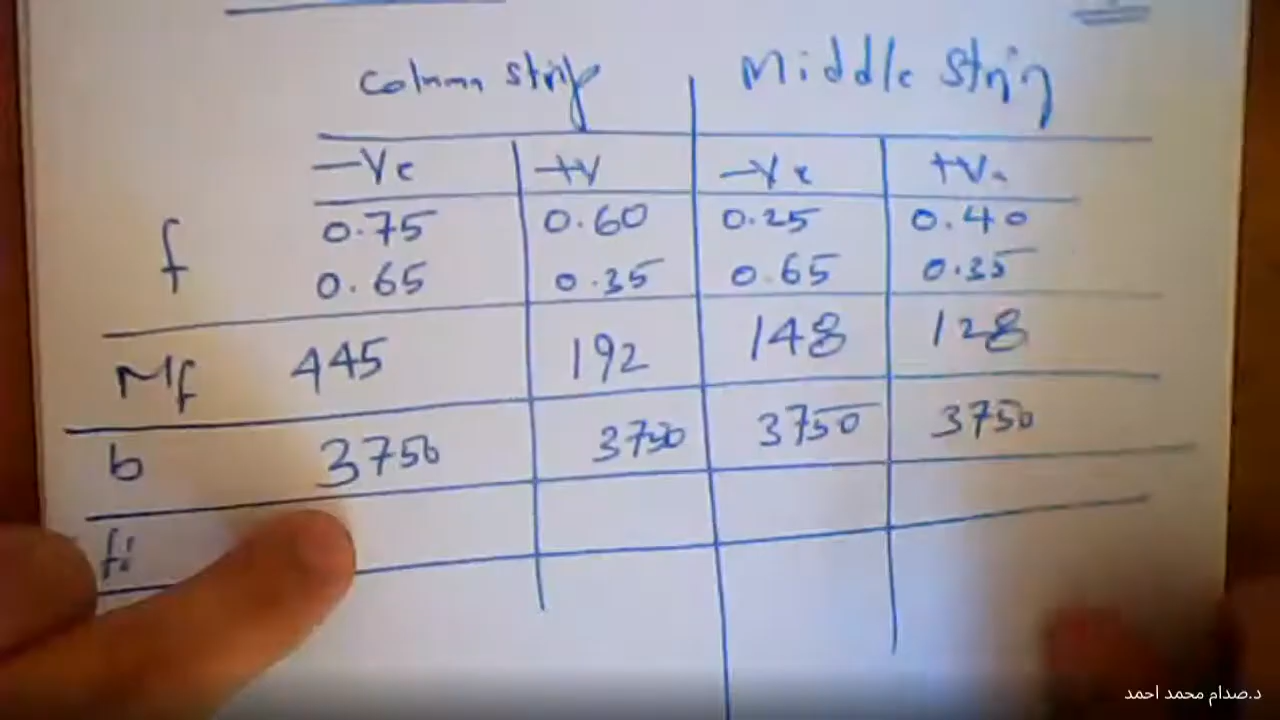 Column strip Middle strip
-Ve +V -Ve +Ve
0.75 0.60 0.25 0.40
f
0.65 0.35 0.65 0.35
Mf 445 192 148 128
b 3750 3750 3750 3750
fi
د.صدام محمد احمد